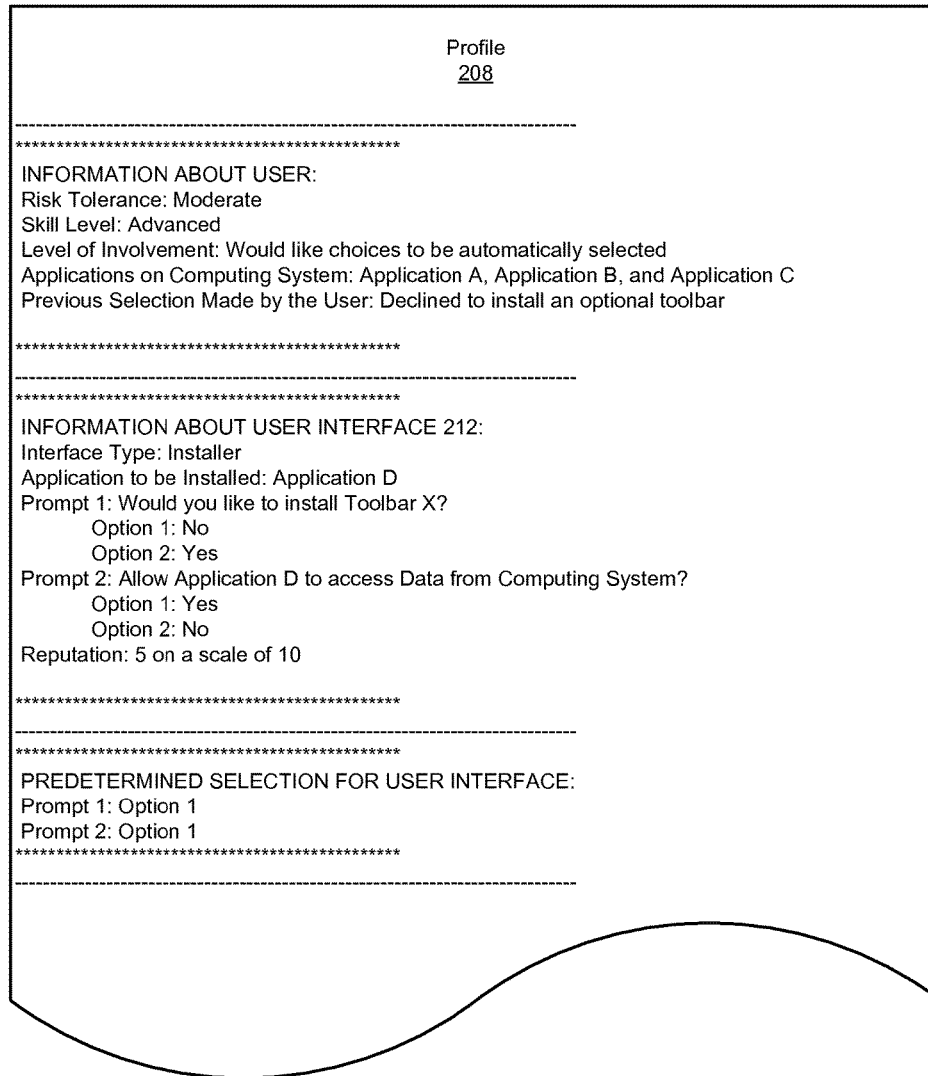 Profile
208
--------------------------------------------------------------------------------
***********************************************
INFORMATION ABOUT USER:
Risk Tolerance: Moderate
Skill Level: Advanced
Level of Involvement: Would like choices to be automatically selected
Applications on Computing System: Application A, Application B, and Application C
Previous Selection Made by the User: Declined to install an optional toolbar
***********************************************
--------------------------------------------------------------------------------
***********************************************
INFORMATION ABOUT USER INTERFACE 212:
Interface Type: Installer
Application to be Installed: Application D
Prompt 1: Would you like to install Toolbar X?
Option 1: No
Option 2: Yes
Prompt 2: Allow Application D to access Data from Computing System?
Option 1: Yes
Option 2: No
Reputation: 5 on a scale of 10
***********************************************
--------------------------------------------------------------------------------
***********************************************
PREDETERMINED SELECTION FOR USER INTERFACE:
Prompt 1: Option 1
Prompt 2: Option 1
***********************************************
--------------------------------------------------------------------------------